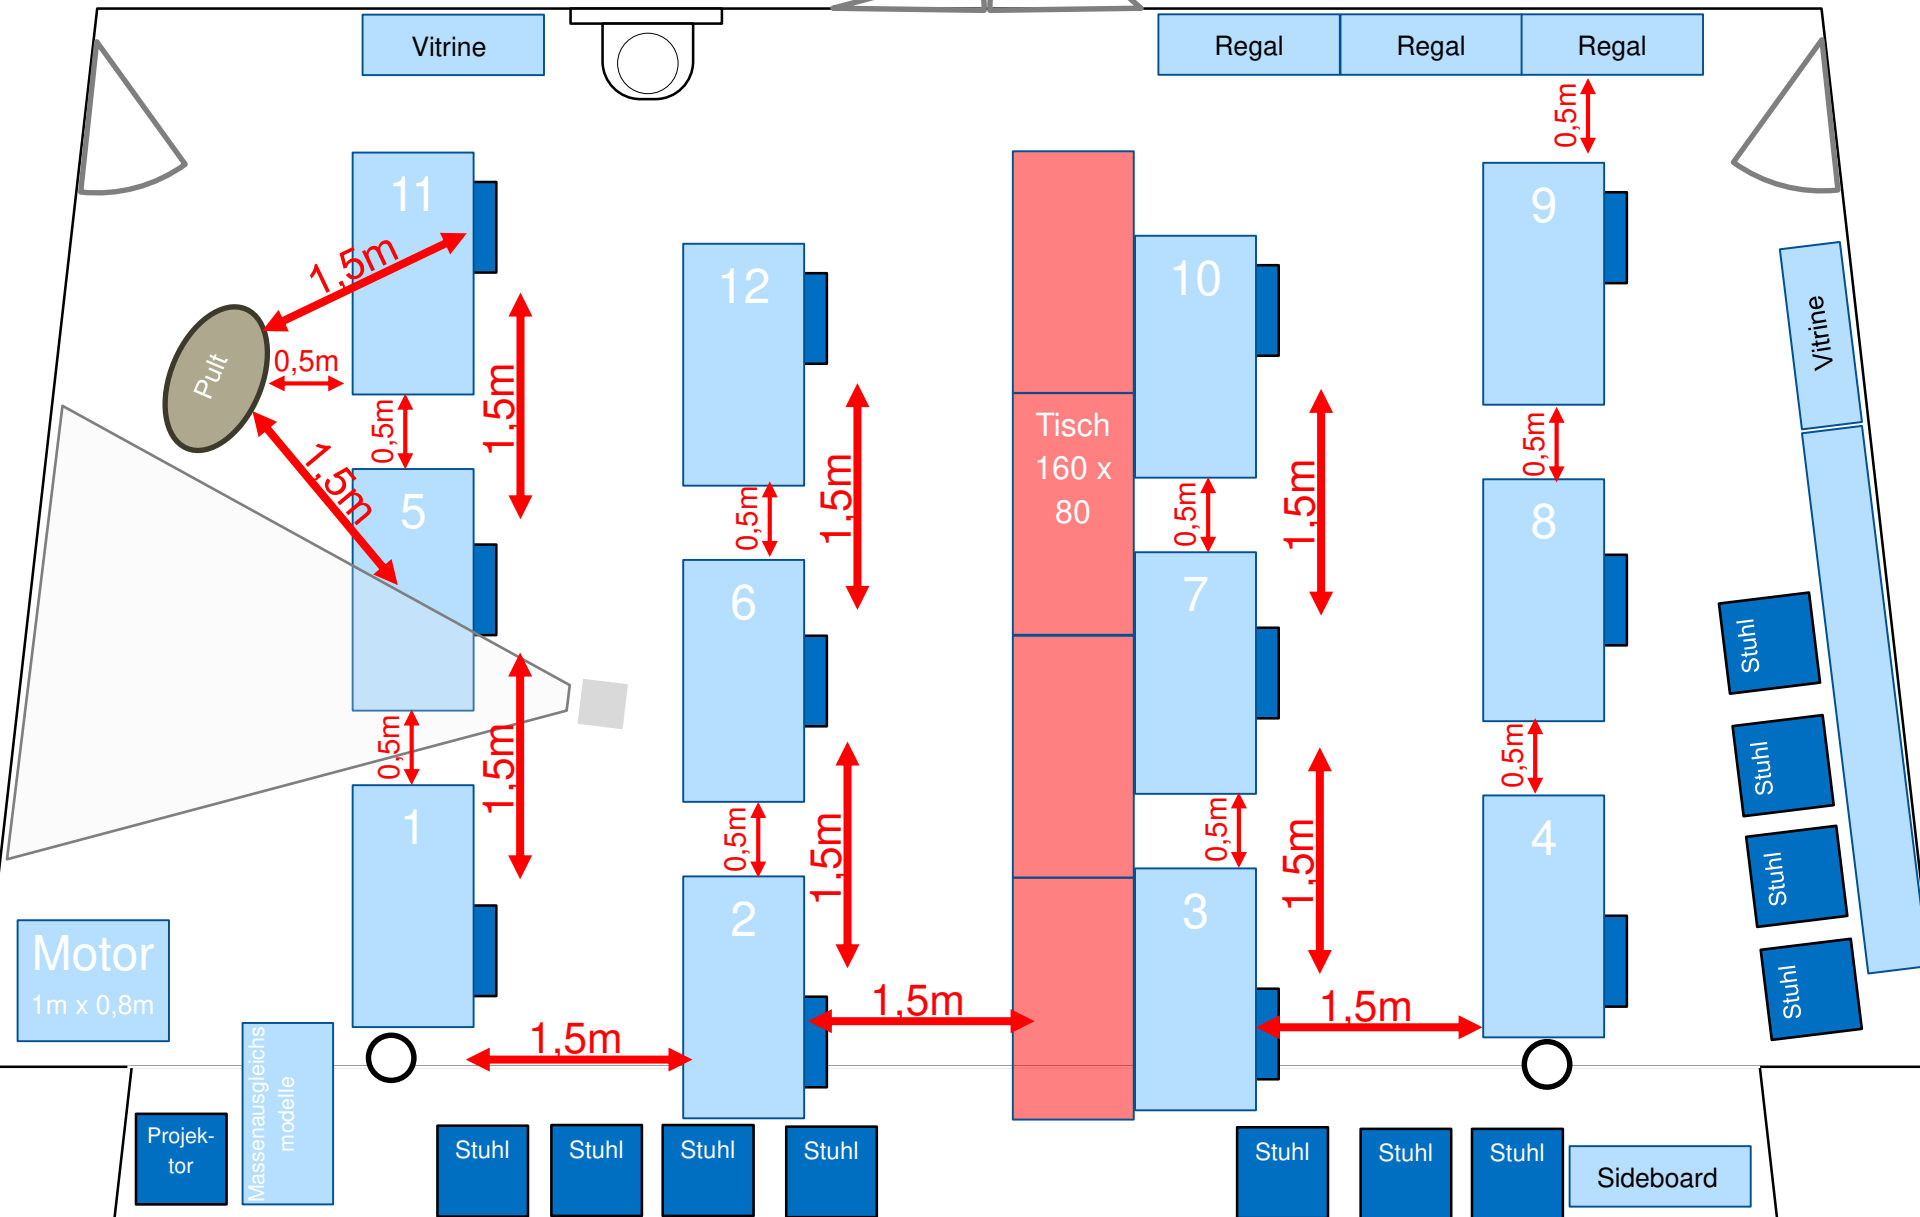 Vitrine
Regal
Regal
Regal
0,5m
11
9
12
10
1,5m
Vitrine
Pult
0,5m
0,5m
1,5m
1,5m
5
0,5m
1,5m
Tisch
160 x
80
0,5m
1,5m
0,5m
8
6
7
Stuhl
0,5m
1,5m
Stuhl
0,5m
1
0,5m
1,5m
0,5m
1,5m
4
Stuhl
2
3
Motor
1m x 0,8m
Stuhl
1,5m
1,5m
1,5m
Massenausgleichs
modelle
Projek-
tor
Stuhl
Stuhl
Stuhl
Stuhl
Stuhl
Stuhl
Stuhl
Sideboard